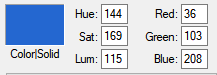 Hue: 144 Red: 36
Sat: 169 Green: 103
Color|Solid Lum: 115 Blue: 208